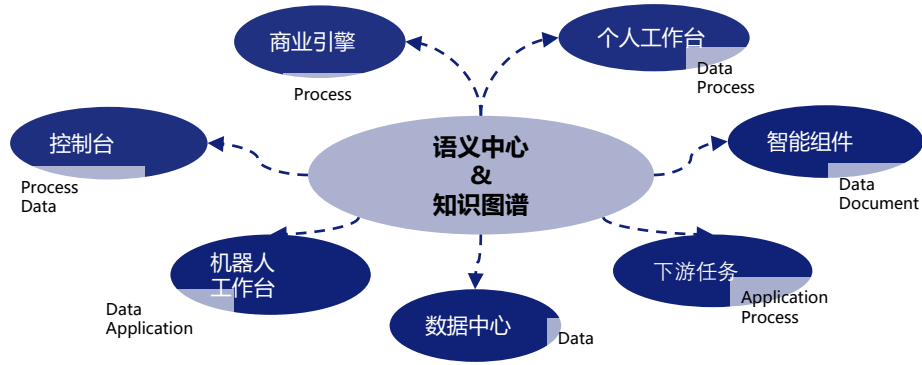 商业引擎
Process
个人工作台
Data
Process
控制台
Process
Data
语义中心
&
知识图谱
智能组件
Data
Document
机器人
工作台
Data
Application
数据中心
Data
下游任务
Application
Process